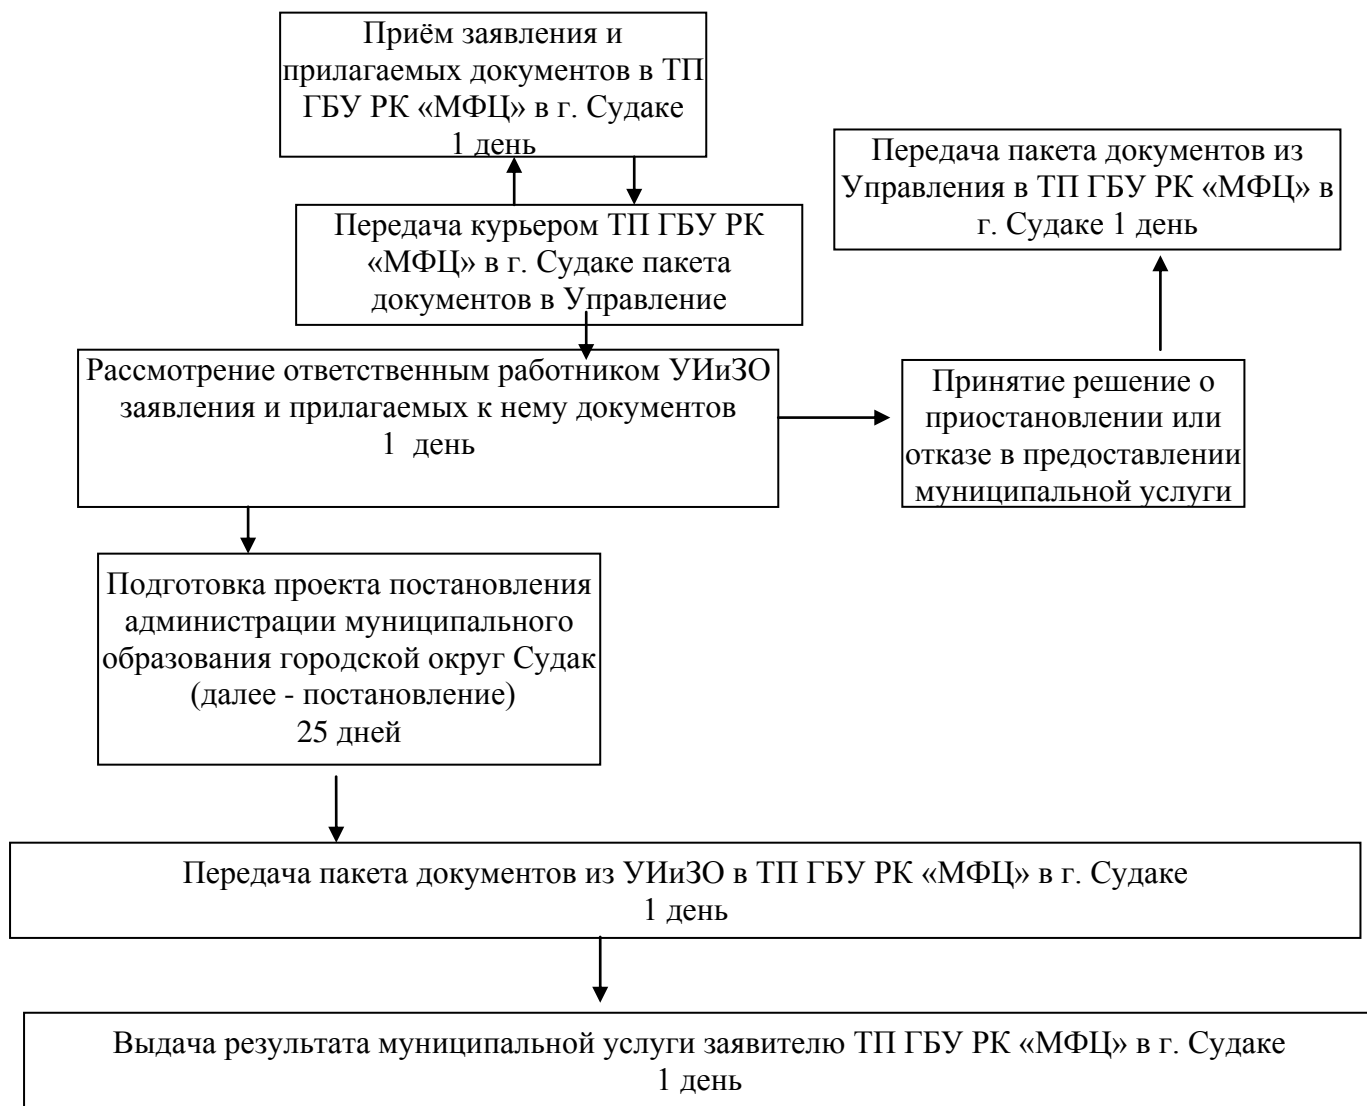 Приём заявления и
прилагаемых документов в ТП
ГБУ РК «МФЦ» в г. Судаке
1 день
Передача пакета документов из
Управления в ТП ГБУ РК «МФЦ» в
г. Судаке 1 день
Передача курьером ТП ГБУ РК
«МФЦ» в г. Судаке пакета
документов в Управление
Рассмотрение ответственным работником УИиЗО
заявления и прилагаемых к нему документов
1 день
Принятие решение о
приостановлении или
отказе в предоставлении
муниципальной услуги
Подготовка проекта постановления
администрации муниципального
образования городской округ Судак
(далее - постановление)
25 дней
Передача пакета документов из УИиЗО в ТП ГБУ РК «МФЦ» в г. Судаке
1 день
Выдача результата муниципальной услуги заявителю ТП ГБУ РК «МФЦ» в г. Судаке
1 день